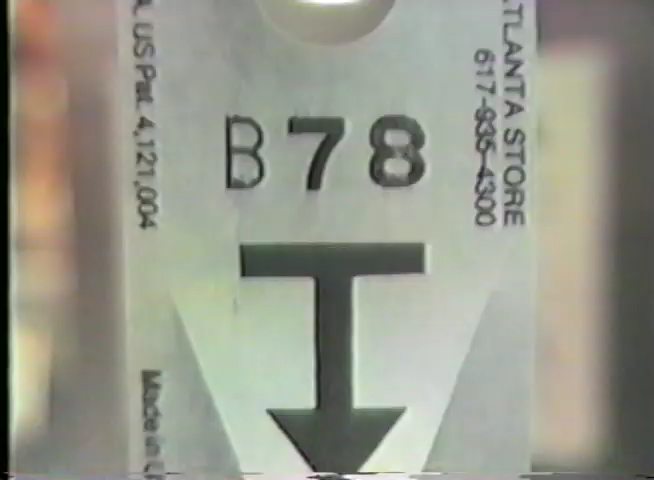 B78
ATLANTA STORE
617-935-4300
US Pat. 4,121,004
Made in